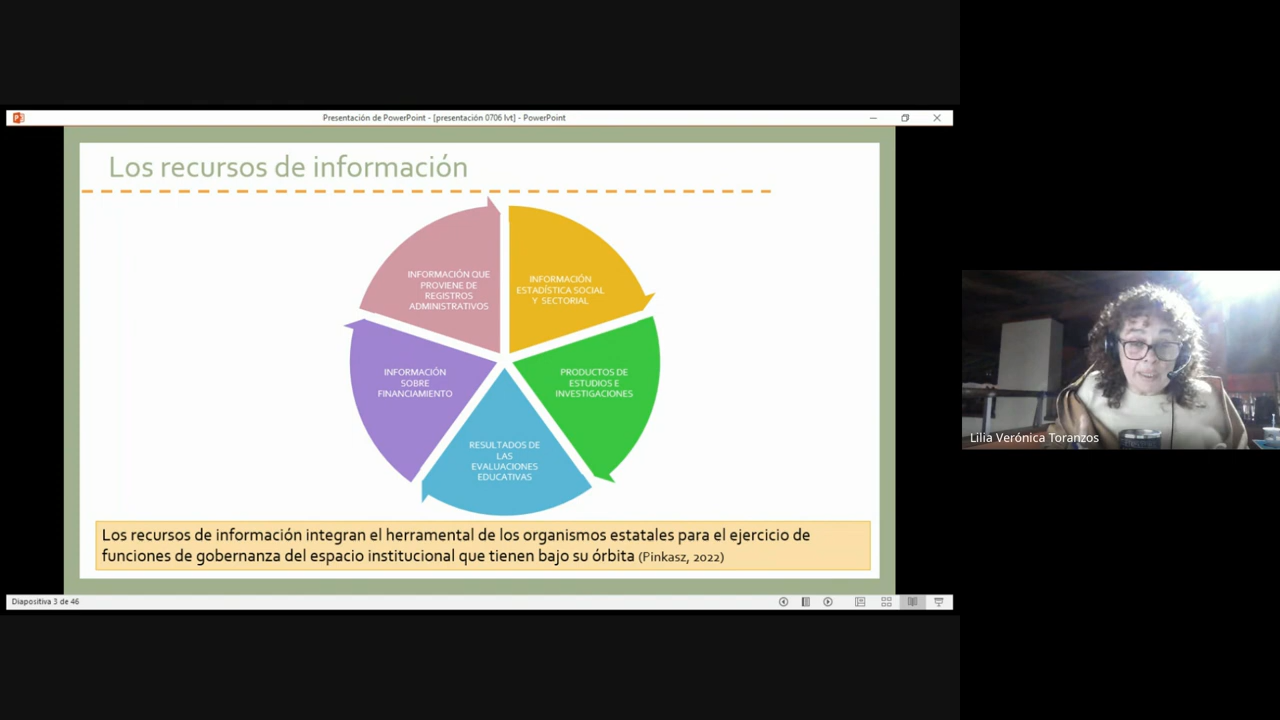 Presentación de PowerPoint - [presentación 0706 lvt] - PowerPoint
Los recursos de información
INFORMACIÓN QUE
PROVIENE DE
REGISTROS
ADMINISTRATIVOS
INFORMACIÓN
ESTADÍSTICA SOCIAL
Y SECTORIAL
INFORMACIÓN
SOBRE
FINANCIAMIENTO
PRODUCTOS DE
ESTUDIOS E
INVESTIGACIONES
RESULTADOS DE
LAS
EVALUACIONES
EDUCATIVAS
Los recursos de información integran el herramental de los organismos estatales para el ejercicio de
funciones de gobernanza del espacio institucional que tienen bajo su órbita (Pinkasz, 2022)
Diapositiva 3 de 46
Lilia Verónica Toranzos